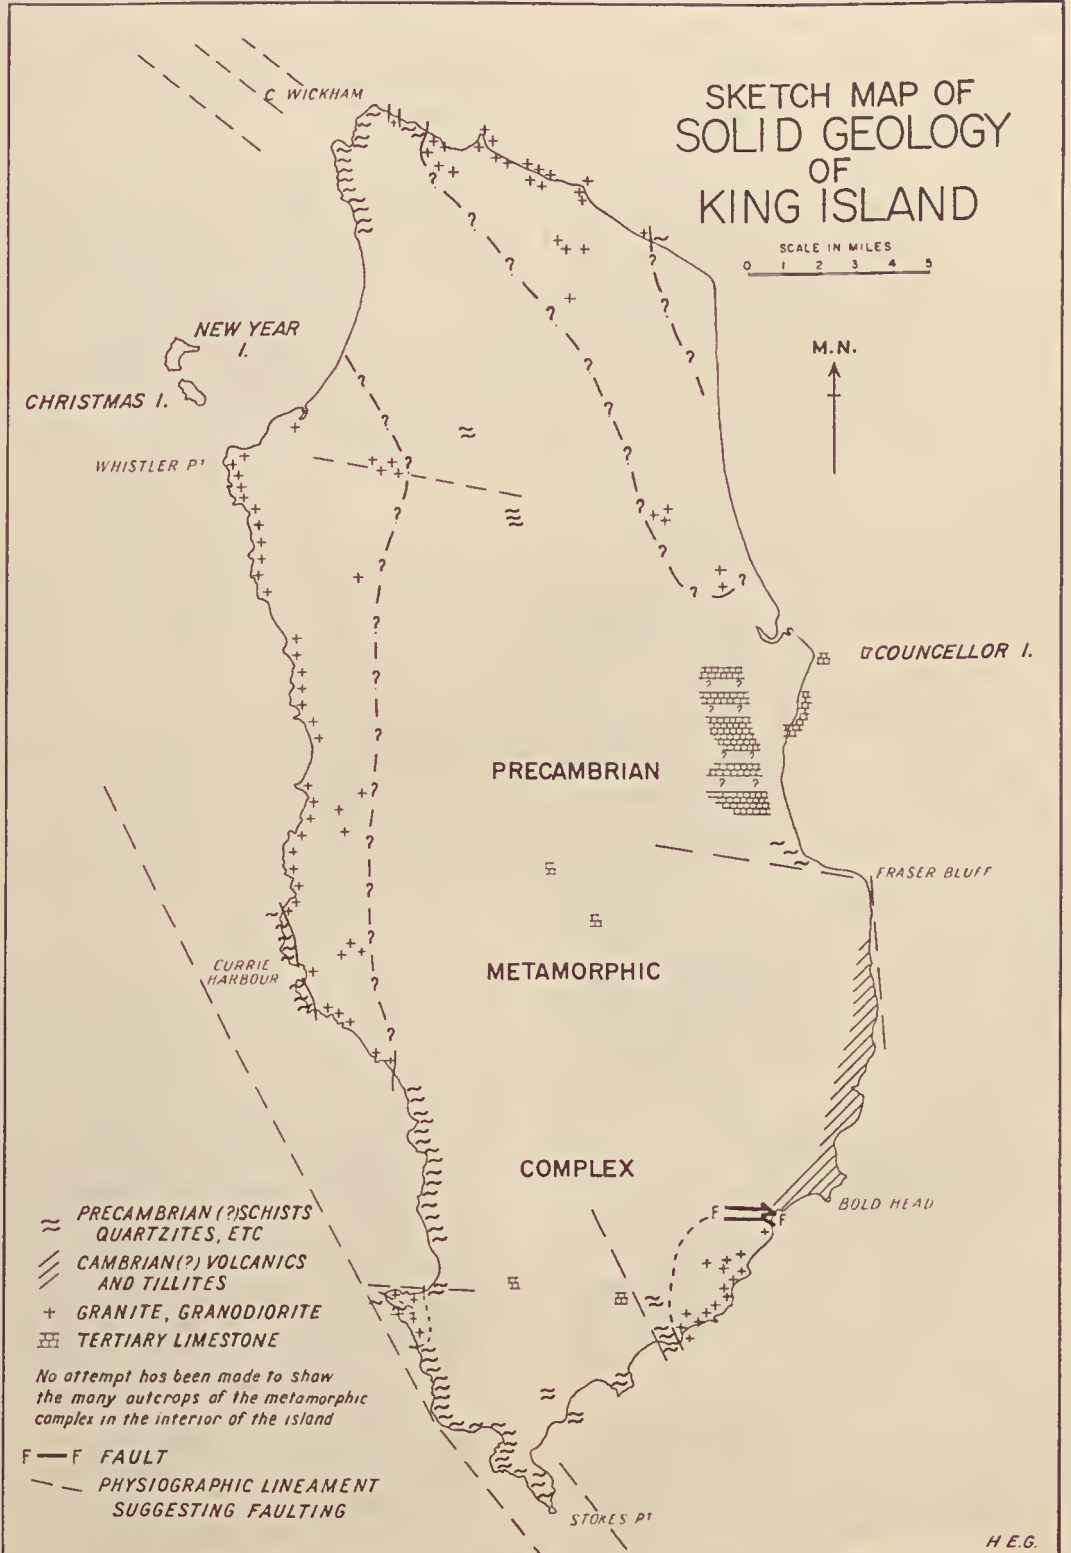 SKETCH MAP OF
SOLID GEOLOGY
OF
KING ISLAND
SCALE IN MILES
0 1 2 3 4 5
M.N.
C WICKHAM
NEW YEAR
I.
CHRISTMAS I.
WHISTLER PT
COUNCELLOR I.
PRECAMBRIAN
FRASER BLUFF
METAMORPHIC
CURRIE
HARBOUR
COMPLEX
BOLD HEAD
F F
STOKES PT
PRECAMBRIAN (?) SCHISTS
QUARTZITES, ETC
CAMBRIAN(?) VOLCANICS
AND TILLITES
GRANITE, GRANODIORITE
TERTIARY LIMESTONE
No attempt has been made to show
the many outcrops of the metamorphic
complex in the interior of the island
F — F FAULT
PHYSIOGRAPHIC LINEAMENT
SUGGESTING FAULTING
H E.G.